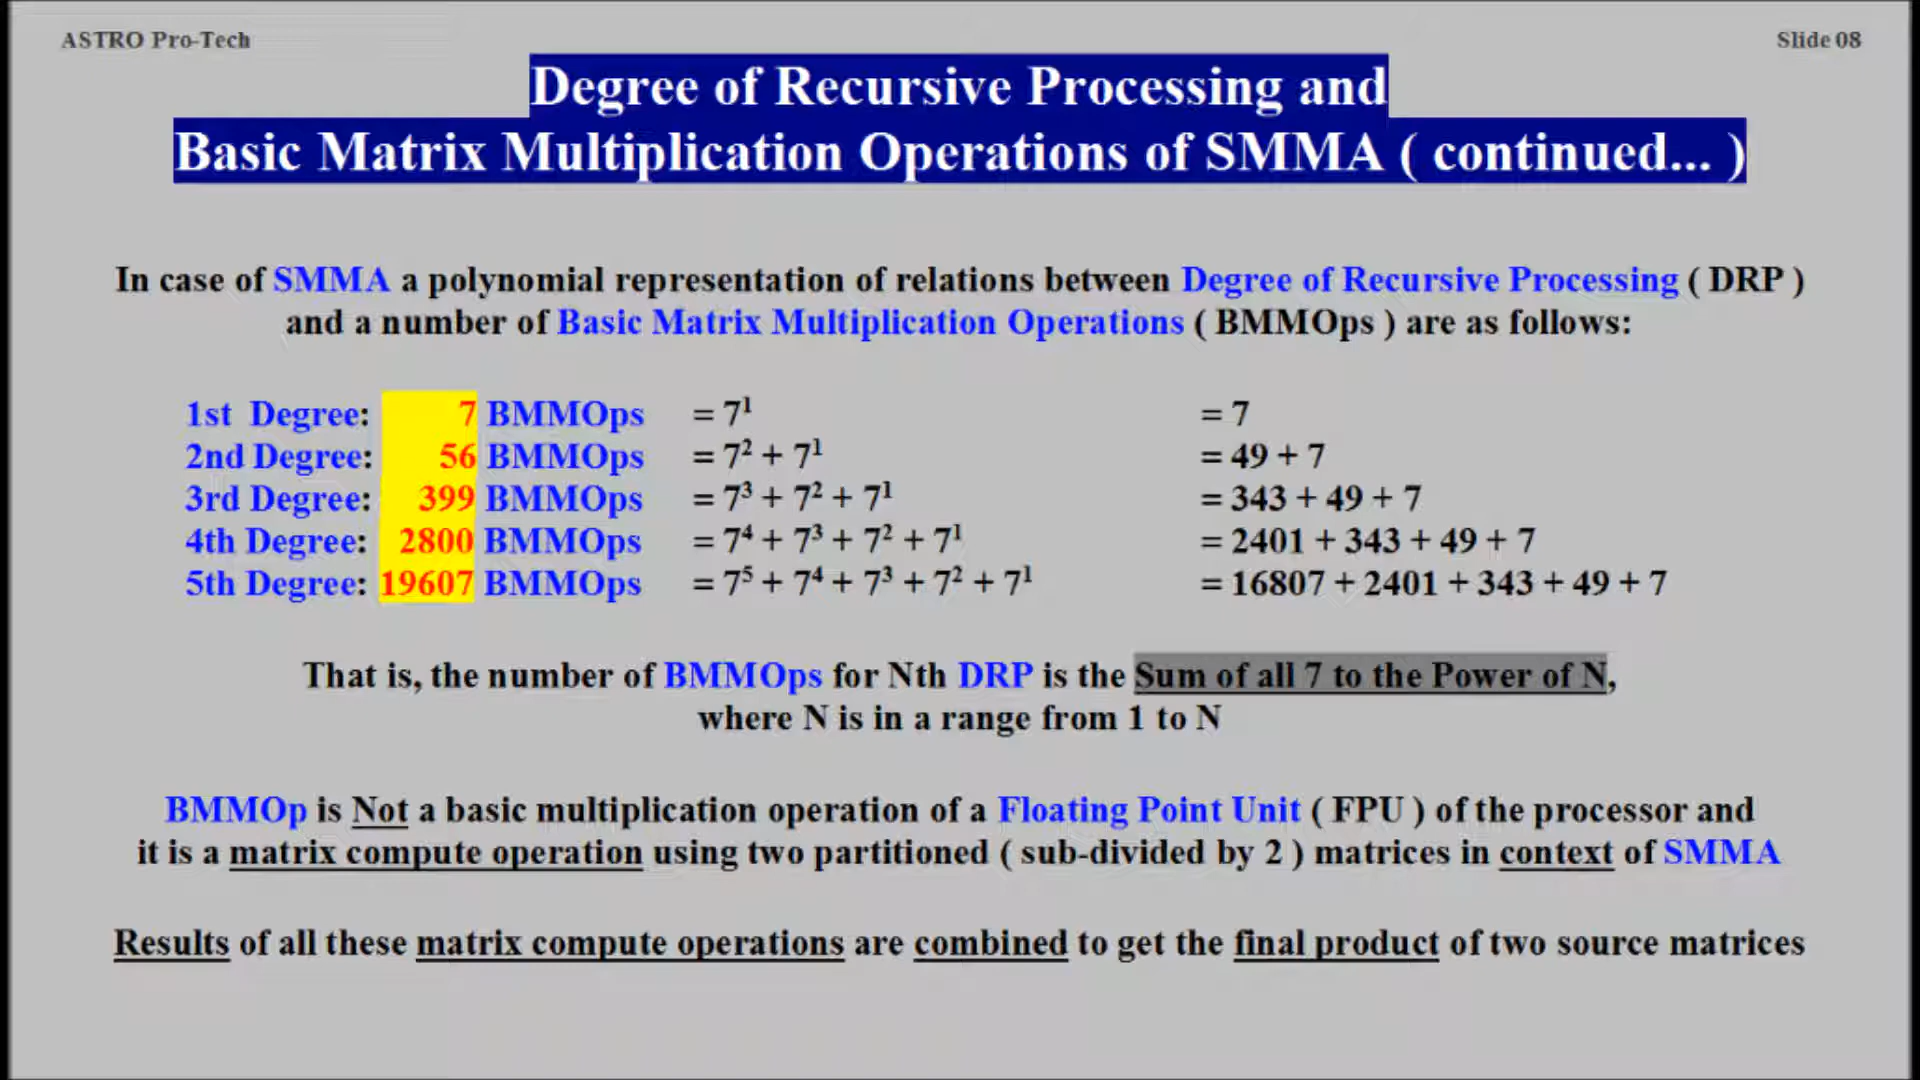 ASTRO Pro-Tech
Slide 08
Degree of Recursive Processing and
Basic Matrix Multiplication Operations of SMMA ( continued... )
In case of SMMA a polynomial representation of relations between Degree of Recursive Processing ( DRP )
and a number of Basic Matrix Multiplication Operations ( BMMOps ) are as follows:
1st Degree: 7 BMMOps = 7¹ = 7
2nd Degree: 56 BMMOps = 7² + 7¹ = 49 + 7
3rd Degree: 399 BMMOps = 7³ + 7² + 7¹ = 343 + 49 + 7
4th Degree: 2800 BMMOps = 7⁴ + 7³ + 7² + 7¹ = 2401 + 343 + 49 + 7
5th Degree: 19607 BMMOps = 7⁵ + 7⁴ + 7³ + 7² + 7¹ = 16807 + 2401 + 343 + 49 + 7
That is, the number of BMMOps for Nth DRP is the Sum of all 7 to the Power of N,
where N is in a range from 1 to N
BMMOp is Not a basic multiplication operation of a Floating Point Unit ( FPU ) of the processor and
it is a matrix compute operation using two partitioned ( sub-divided by 2 ) matrices in context of SMMA
Results of all these matrix compute operations are combined to get the final product of two source matrices